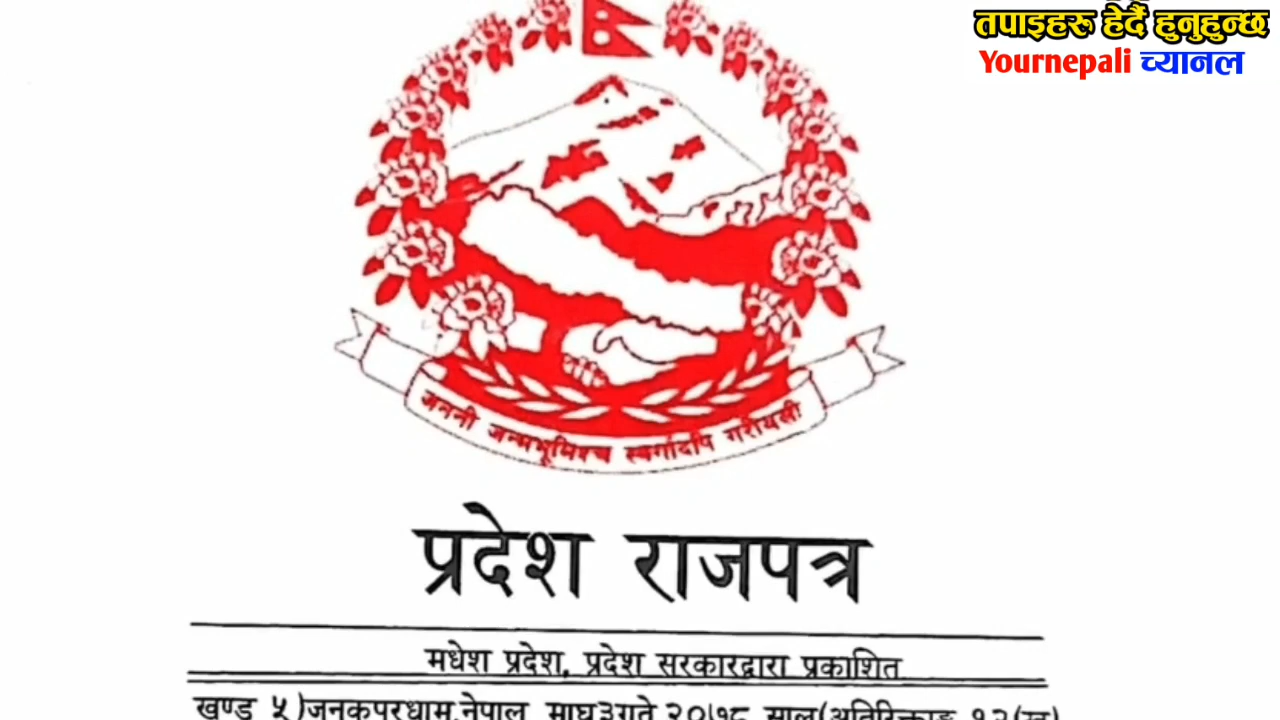 तपाइहरु हेर्दै हुनुहुन्छ
Yournepali च्यानल
जननी जन्मभूमिश्च स्वर्गादपि गरीयसी
प्रदेश राजपत्र
मधेश प्रदेश, प्रदेश सरकारद्वारा प्रकाशित
खण्ड ५)जनकपुरधाम,नेपाल, माघ३गते २०७८ साल(अतिरिक्ताङ्क १२(ख)